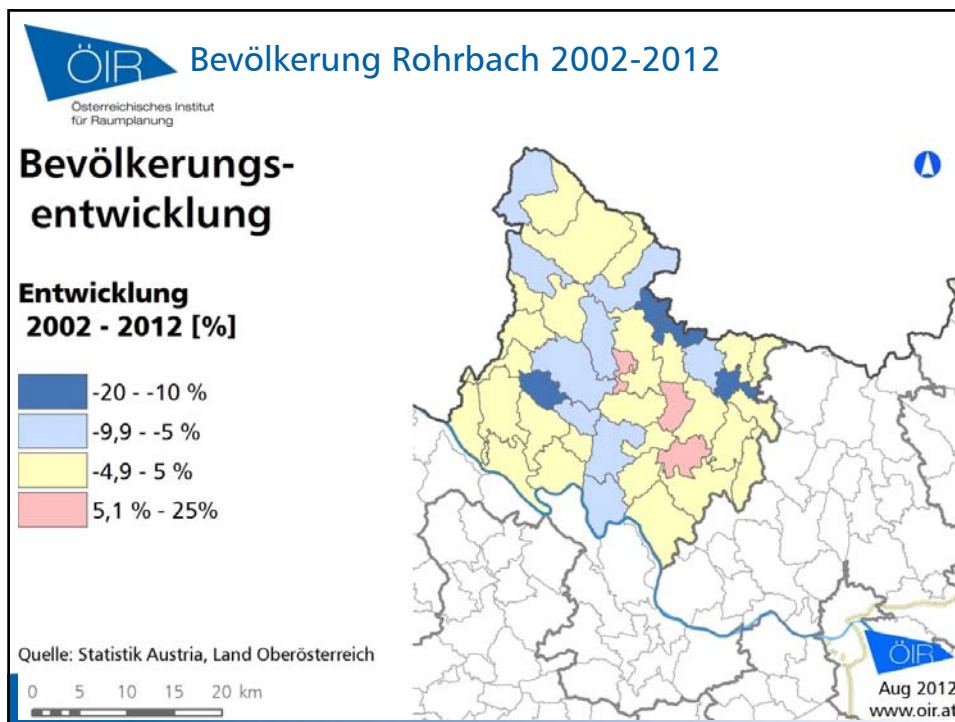 ÖIR
Bevölkerung Rohrbach 2002-2012
Österreichisches Institut
für Raumplanung
Bevölkerungs-
entwicklung
Entwicklung
2002 - 2012 [%]
-20 - -10 %
-9,9 - -5 %
-4,9 - 5 %
5,1 % - 25%
Quelle: Statistik Austria, Land Oberösterreich
0 5 10 15 20 km
ÖIR
Aug 2012
www.oir.at